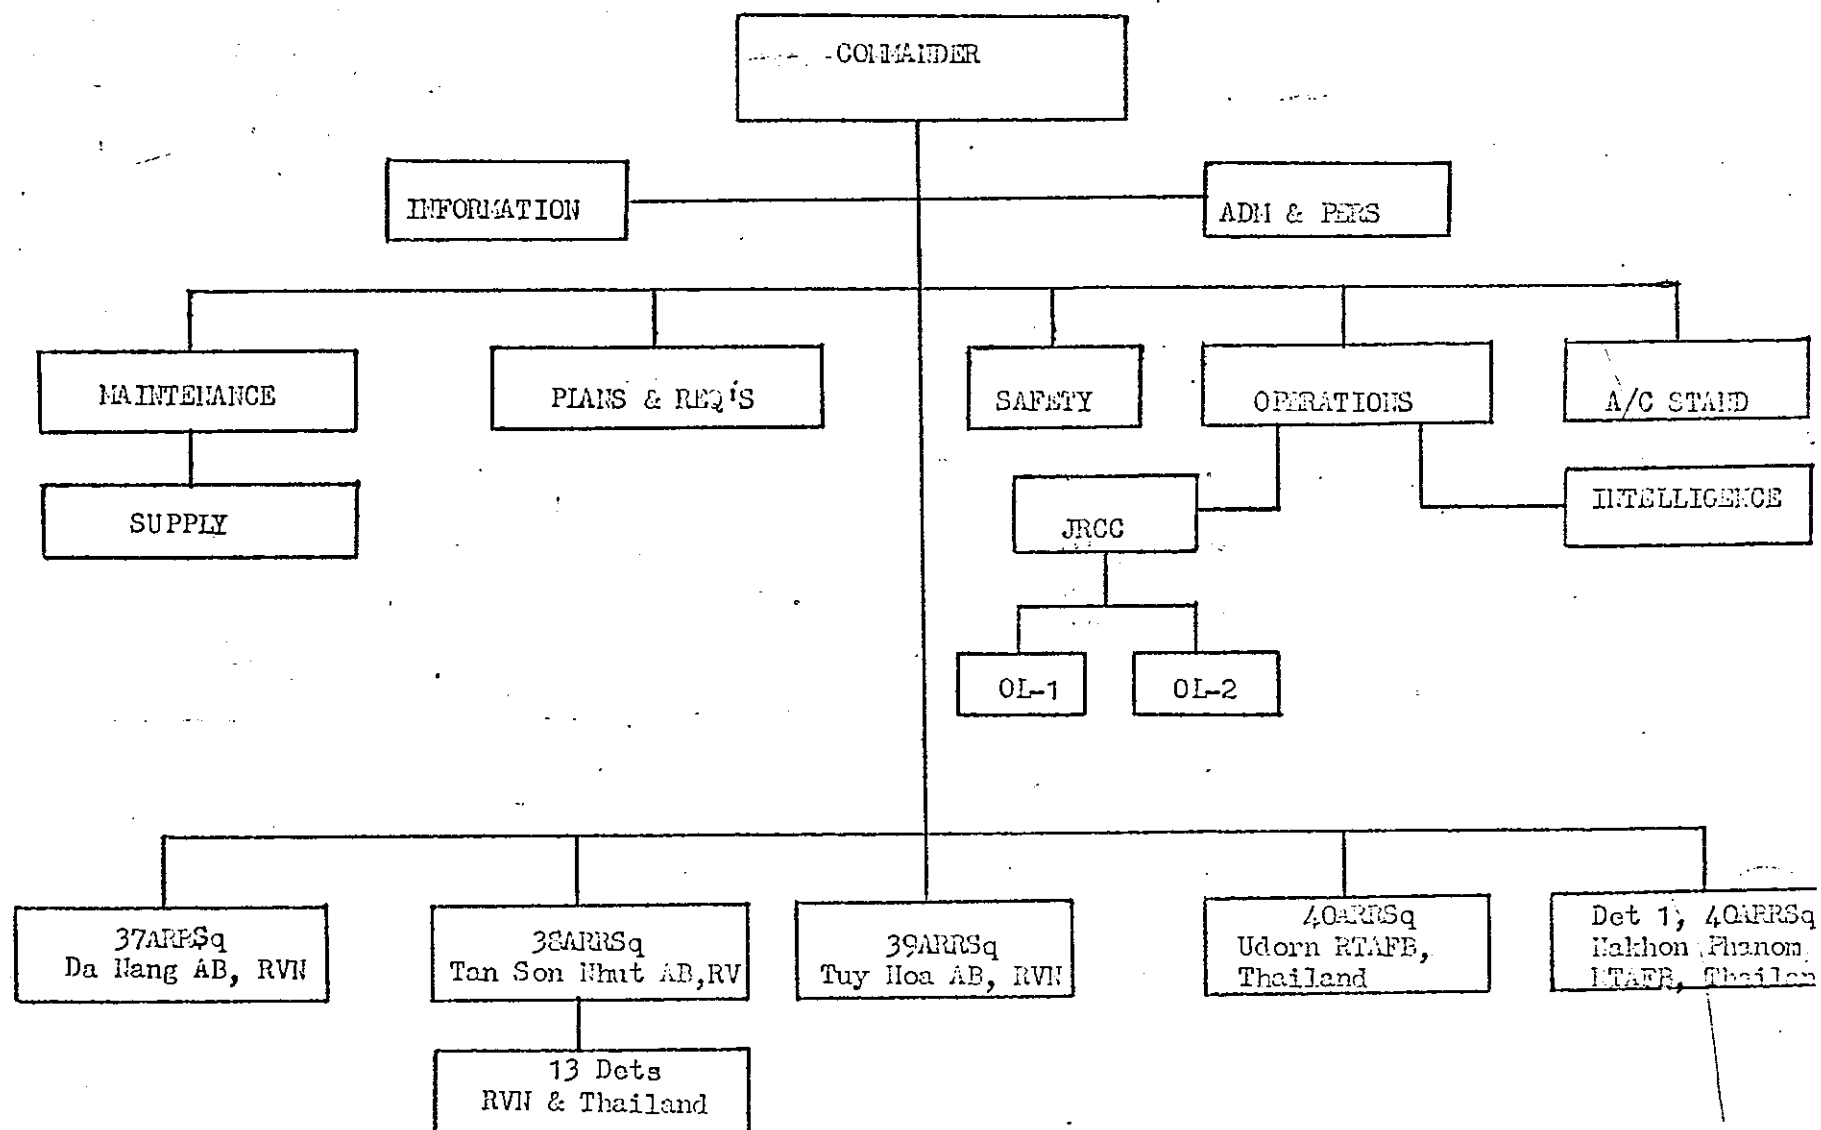 COMMANDER
INFORMATION
ADM & PERS
MAINTENANCE
PLANS & REQ'S
SAFETY
OPERATIONS
A/C STAND
SUPPLY
JRCC
INTELLIGENCE
OL-1
OL-2
37ARRSq
Da Nang AB, RVN
38ARRSq
Tan Son Nhut AB,RV
39ARRSq
Tuy Hoa AB, RVN
40ARRSq
Udorn RTAFB,
Thailand
Det 1, 40ARRSq
Nakhon Phanom
RTAFB, Thailan
13 Dets
RVN & Thailand